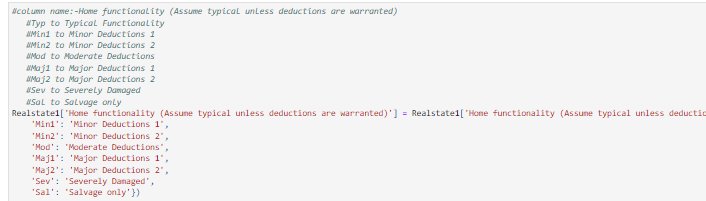 #column name:-Home functionality (Assume typical unless deductions are warranted)
#Typ to Typical Functionality
#Min1 to Minor Deductions 1
#Min2 to Minor Deductions 2
#Mod to Moderate Deductions
#Maj1 to Major Deductions 1
#Maj2 to Major Deductions 2
#Sev to Severely Damaged
#Sal to Salvage only
Realstate1['Home functionality (Assume typical unless deductions are warranted)'] = Realstate1['Home functionality (Assume typical unless deductio
'Min1': 'Minor Deductions 1',
'Min2': 'Minor Deductions 2',
'Mod': 'Moderate Deductions',
'Maj1': 'Major Deductions 1',
'Maj2': 'Major Deductions 2',
'Sev': 'Severely Damaged',
'Sal': 'Salvage only'})